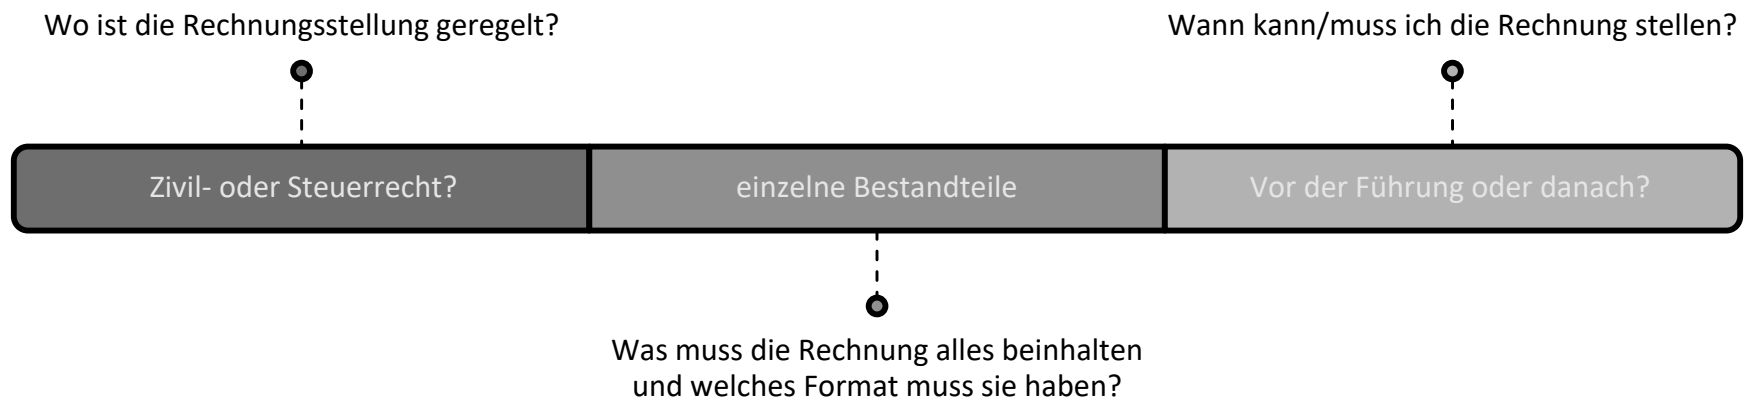 Wo ist die Rechnungsstellung geregelt?
Wann kann/muss ich die Rechnung stellen?
Zivil- oder Steuerrecht?
einzelne Bestandteile
Vor der Führung oder danach?
Was muss die Rechnung alles beinhalten
und welches Format muss sie haben?